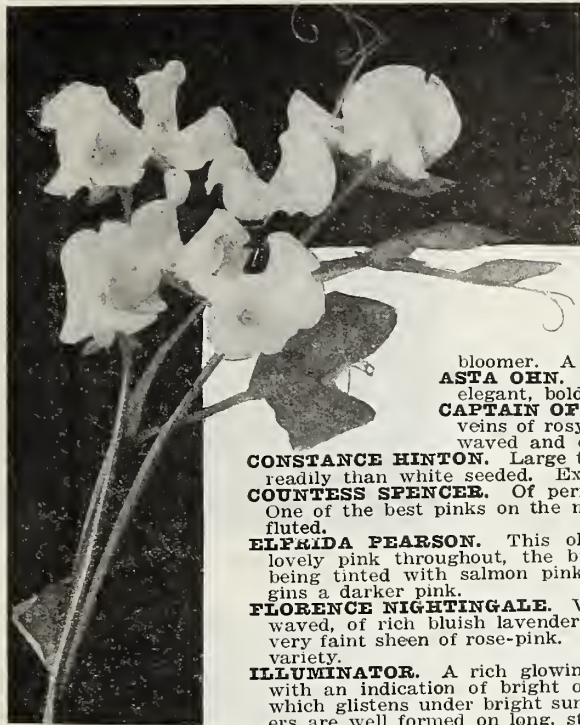 bloomer. A
ASTA OHN.
elegant, bold
CAPTAIN OF
veins of rosy
waved and
CONSTANCE HINTON. Large
readily than white seeded.
COUNTESS SPENCER. Of
One of the best pinks on the
fluted.
ELFRIDA PEARSON. This
lovely pink throughout, the
being tinted with salmon pink
gins a darker pink.
FLORENCE NIGHTINGALE.
waved, of rich bluish lavender
very faint sheen of rose-pink.
variety.
ILLUMINATOR. A rich glowing
with an indication of bright
which glistens under bright
ers are well formed on long,